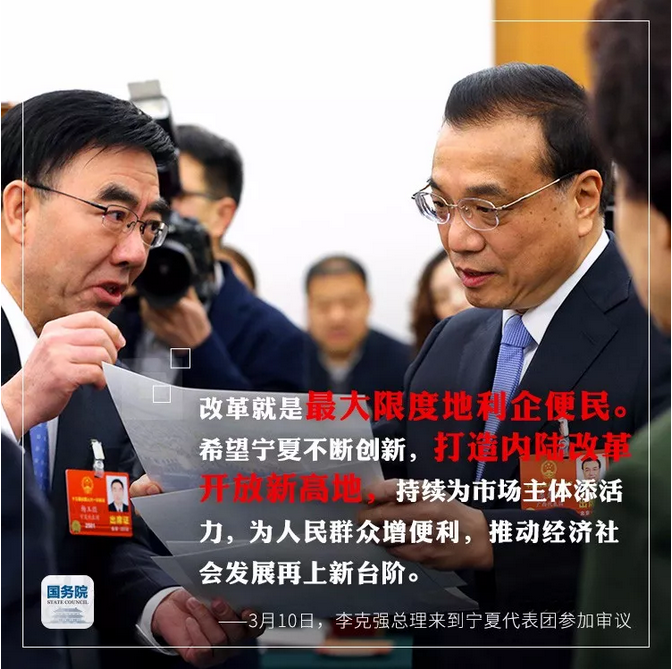 改革就是最大限度地利企便民。
希望宁夏不断创新，打造内陆改革
开放新高地，持续为市场主体添活
力，为人民群众增便利，推动经济社
会发展再上新台阶。
——3月10日，李克强总理来到宁夏代表团参加审议
国务院
STATE COUNCIL
出席证